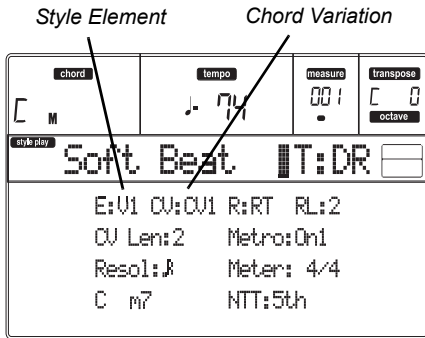 Style Element Chord Variation
chord tempo measure transpose
C M ♩. 74 001 C 0
octave
style play
Soft Beat T:DR
E:V1 CV:CV1 R:RT RL:2
CV Len:2 Metro:On1
Resol:♪ Meter: 4/4
C m7 NTT:5th